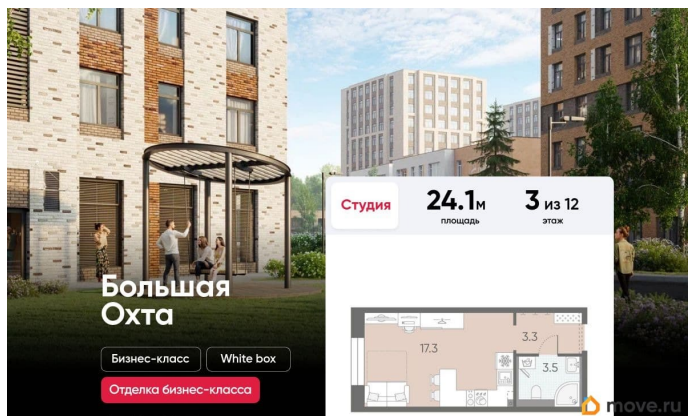 Студия
24.1м
площадь
3 из 12
этаж
Большая
Охта
Бизнес-класс
White box
Отделка бизнес-класса
17.3
3.3
3.5
move.ru